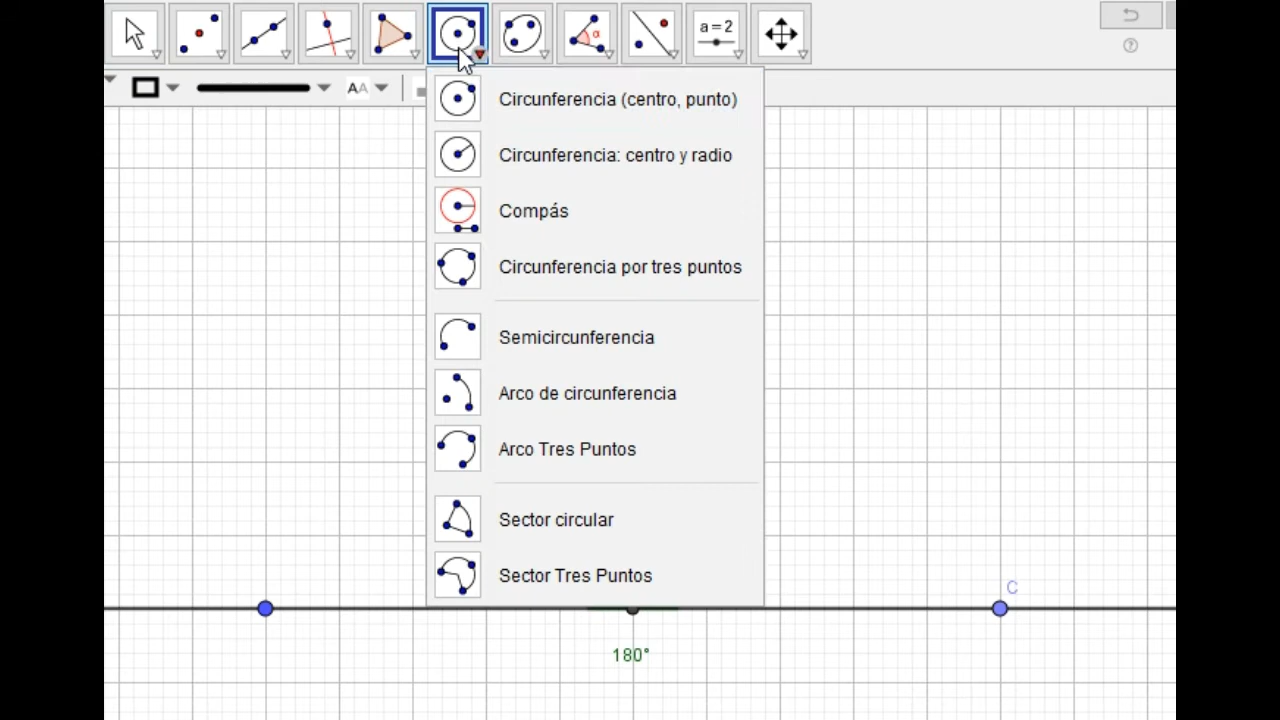 α
a=2
AA
Circunferencia (centro, punto)
Circunferencia: centro y radio
Compás
Circunferencia por tres puntos
Semicircunferencia
Arco de circunferencia
Arco Tres Puntos
Sector circular
Sector Tres Puntos
C
180°